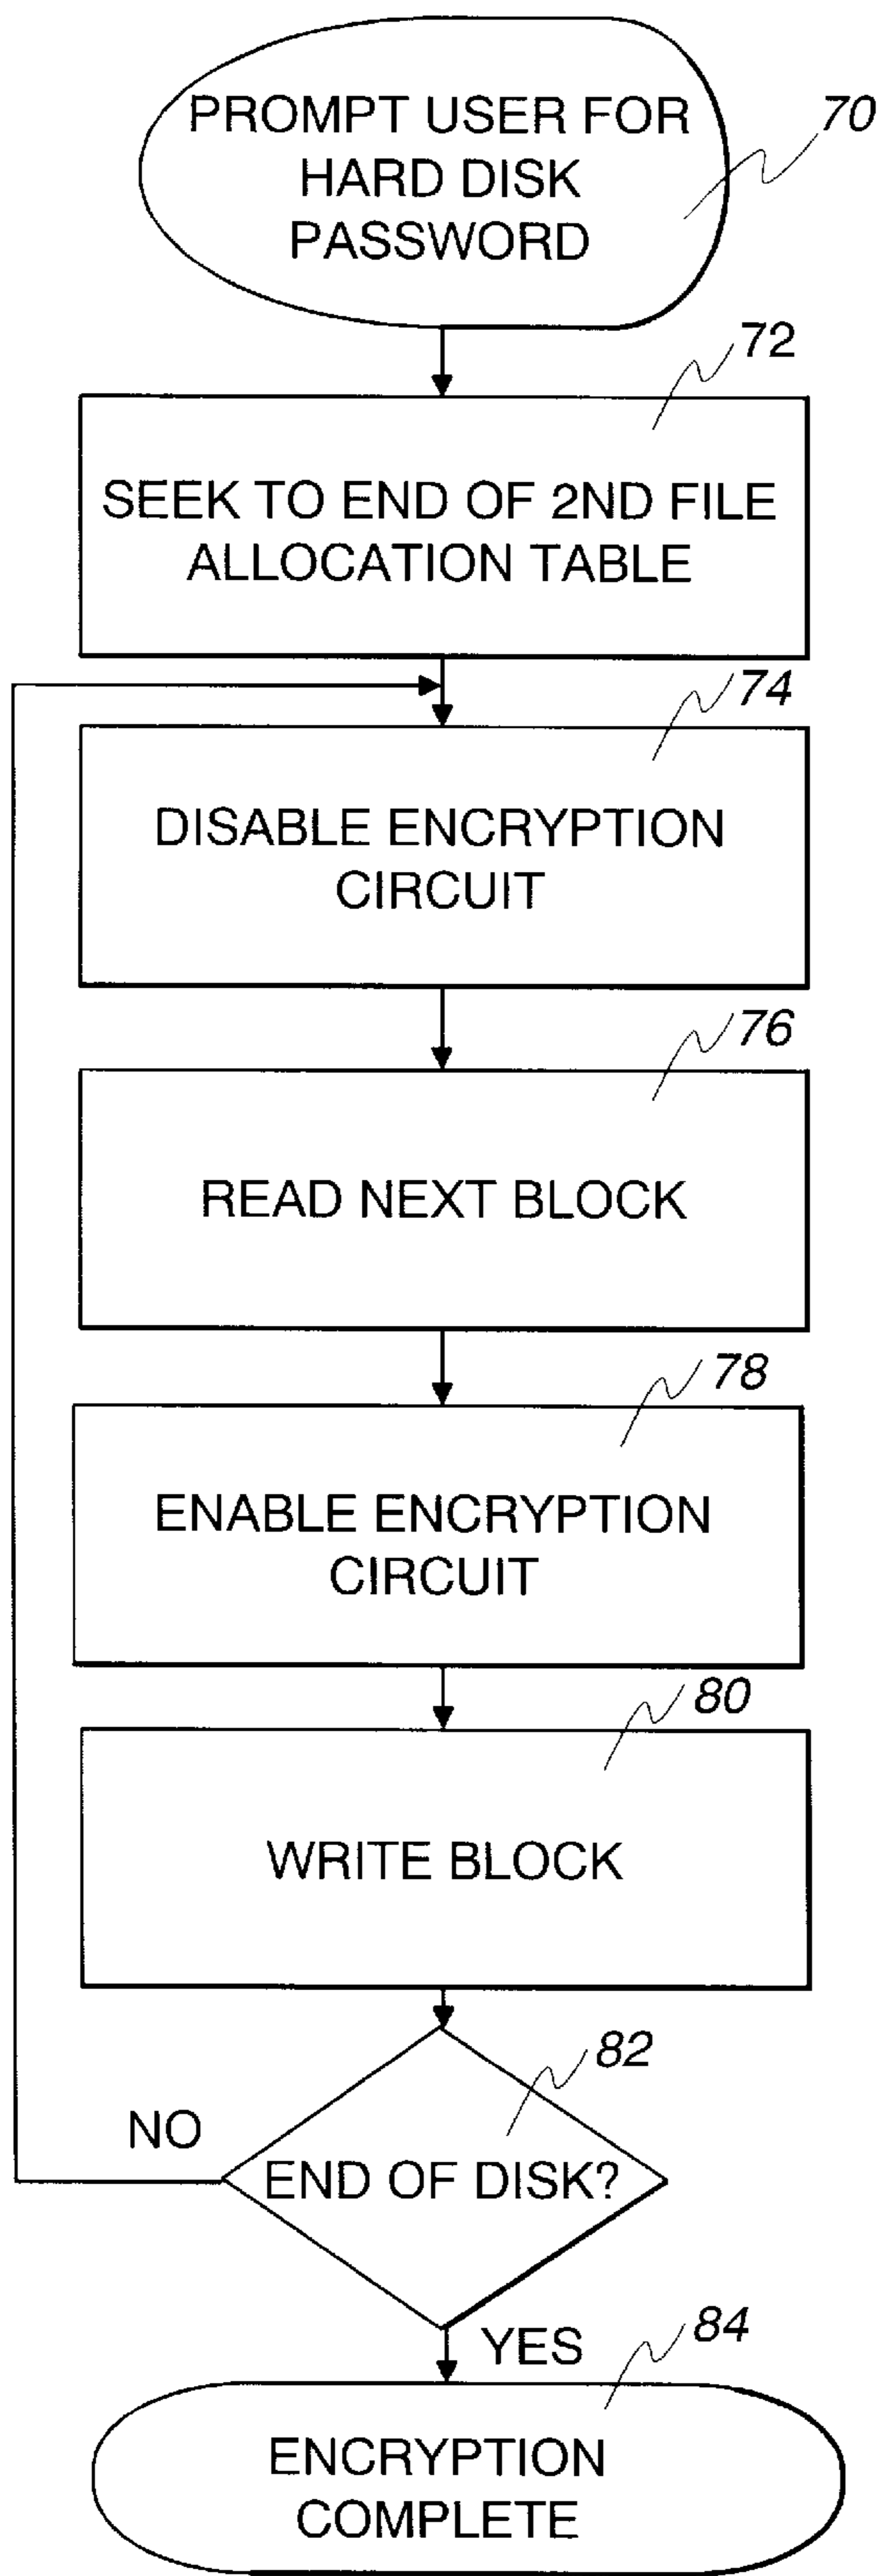 PROMPT USER FOR
HARD DISK
PASSWORD
70
72
SEEK TO END OF 2ND FILE
ALLOCATION TABLE
74
DISABLE ENCRYPTION
CIRCUIT
76
READ NEXT BLOCK
78
ENABLE ENCRYPTION
CIRCUIT
80
WRITE BLOCK
82
NO
END OF DISK?
YES
84
ENCRYPTION
COMPLETE